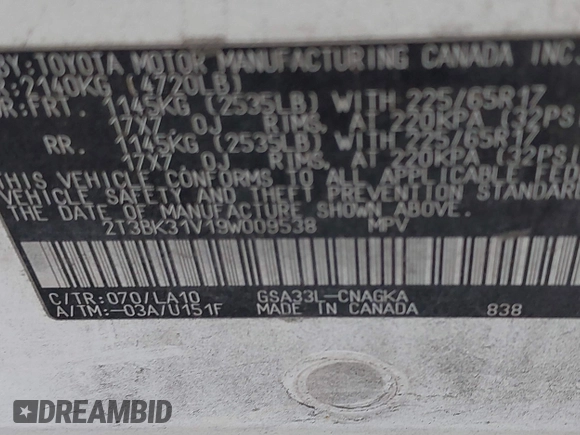 BY:TOYOTA MOTOR MANUFACTURING CANADA INC.
R:2140KG (4720LB)
R:FRT. 1145KG (2535LB) WITH 225/65R17
17X7. OJ RIMS, AT 220KPA (32PSI
RR. 1145KG (2535LB) WITH 225/65R17
17X7. OJ RIMS, AT 220KPA (32PSI
THIS VEHICLE CONFORMS TO ALL APPLICABLE FEDE
VEHICLE SAFETY AND THEFT PREVENTION STANDAR
THE DATE OF MANUFACTURE SHOWN ABOVE.
2T3BK31V19W009538 MPV
C/TR:070/LA10 GSA33L-CNAGKA
A/TM:-03A/U151F MADE IN CANADA 838
DREAMBID